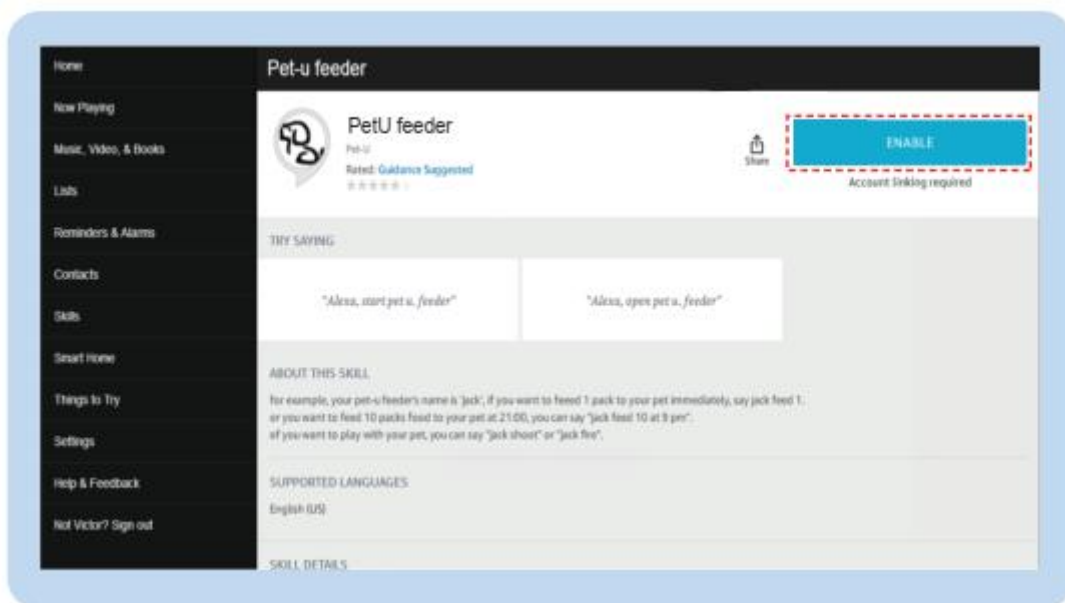 Home
Now Playing
Music, Video, & Books
Lists
Reminders & Alarms
Contacts
Skills
Smart Home
Things to Try
Settings
Help & Feedback
Not Victor? Sign out
Pet-u feeder
PetU feeder
Pet-U
Rated: Guidance Suggested
Share
ENABLE
Account linking required
TRY SAYING
"Alexa, start pet u. feeder"
"Alexa, open pet u. feeder"
ABOUT THIS SKILL
for example, your pet-u feeder's name is 'jack', if you want to feeed 1 pack to your pet immediately, say jack feed 1.
or you want to feed 10 packs food to your pet at 21:00, you can say "jack feed 10 at 9 pm".
of you want to play with your pet, you can say "jack shoot" or "jack fire".
SUPPORTED LANGUAGES
English (US)
SKILL DETAILS